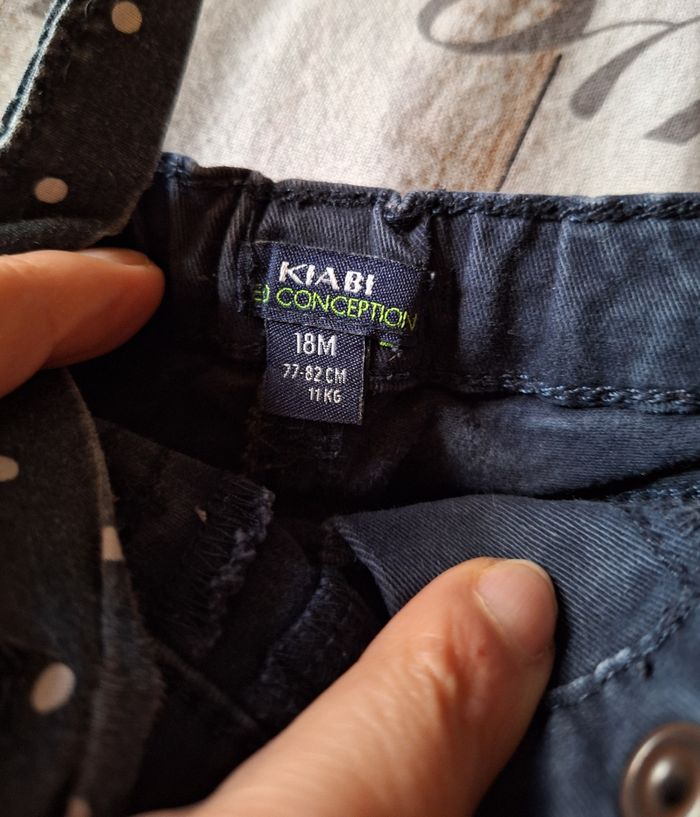 KIABI
CONCEPTION
18M
77-82 CM
11 KG